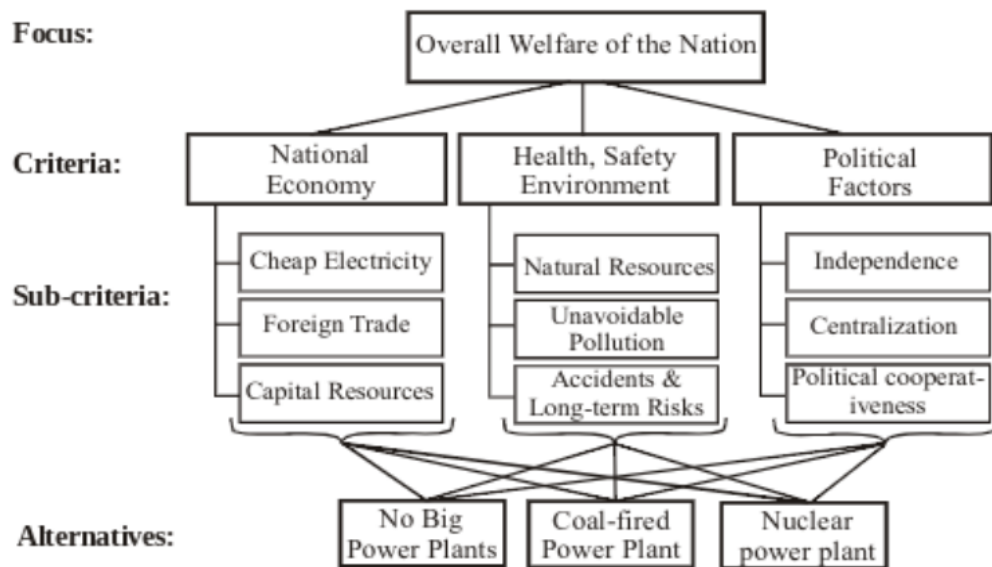 Focus:
Overall Welfare of the Nation
Criteria:
National
Economy
Health, Safety
Environment
Political
Factors
Sub-criteria:
Cheap Electricity
Foreign Trade
Capital Resources
Natural Resources
Unavoidable
Pollution
Accidents &
Long-term Risks
Independence
Centralization
Political cooperat-
iveness
Alternatives:
No Big
Power Plants
Coal-fired
Power Plant
Nuclear
power plant